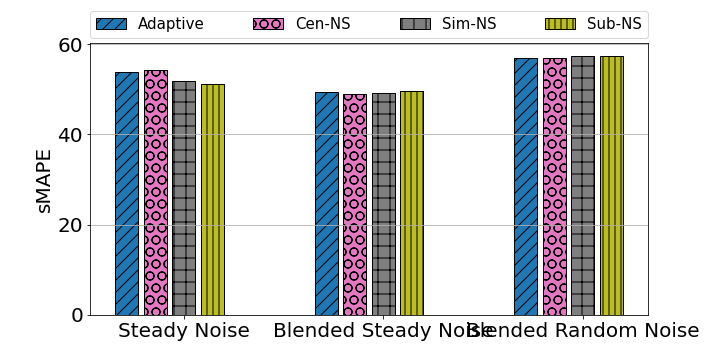 Adaptive Cen-NS Sim-NS Sub-NS
60
40
20
0
sMAPE
Steady Noise Blended Steady Noise Blended Random Noise